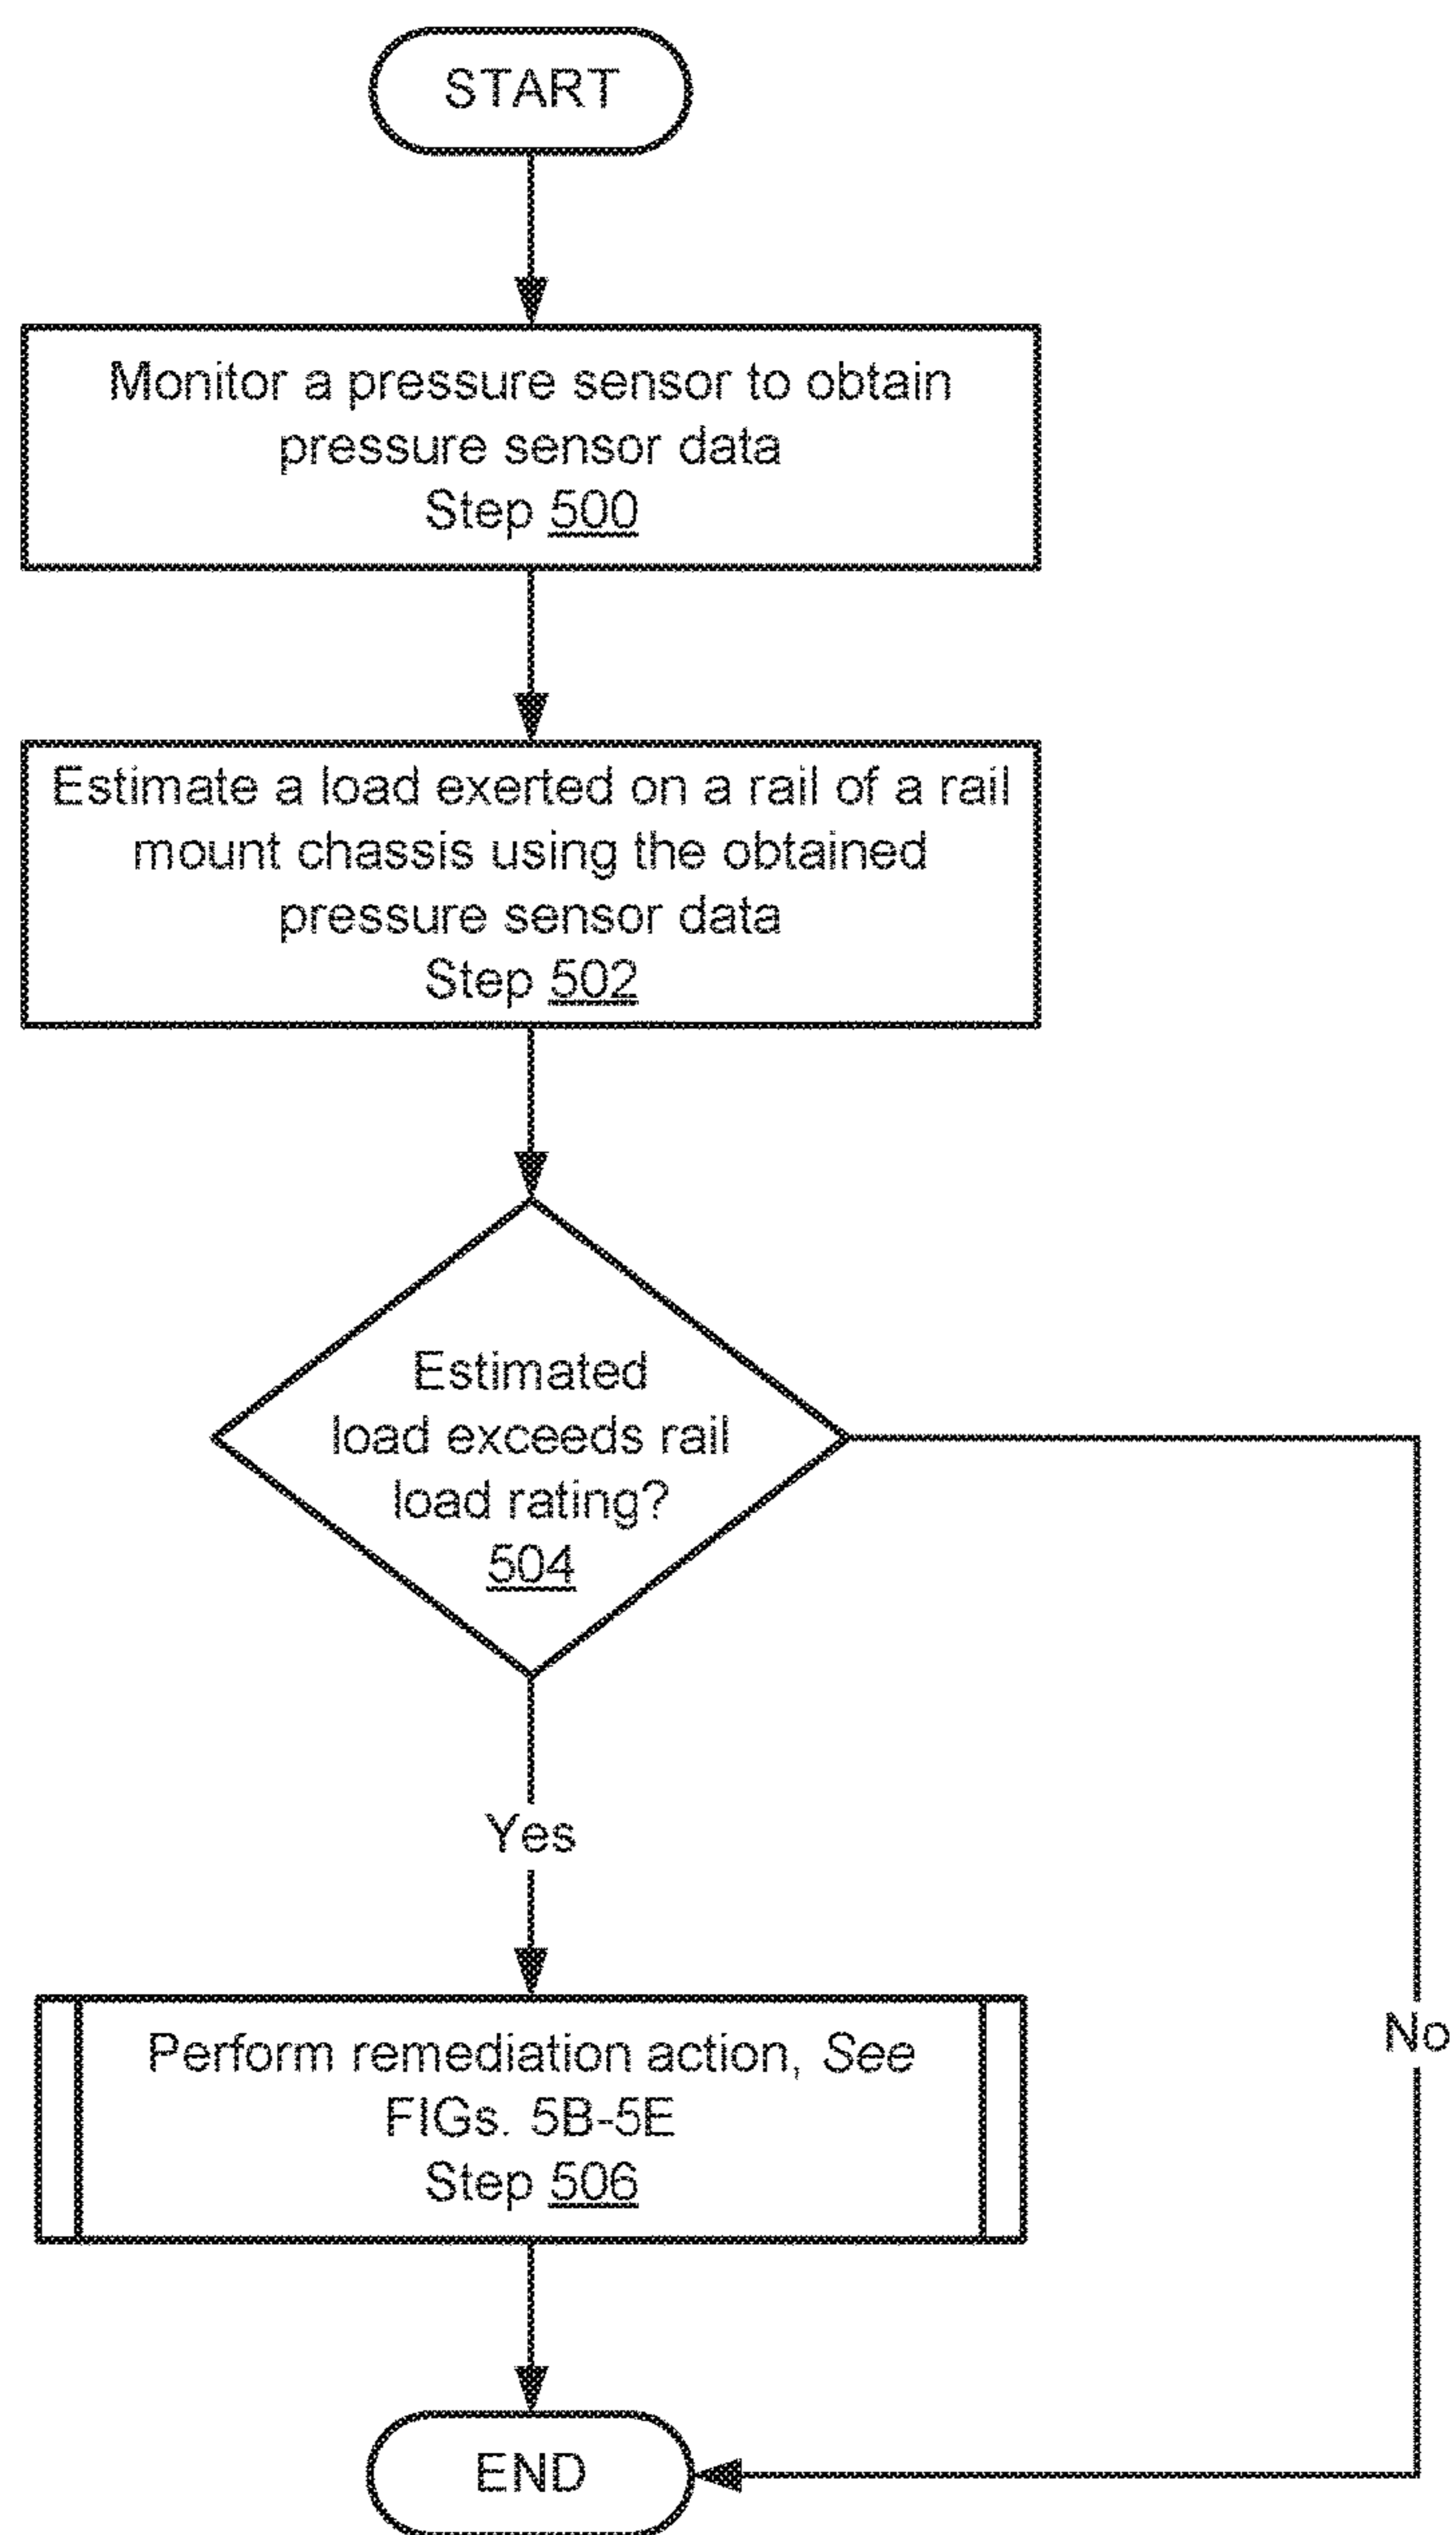 START
Monitor a pressure sensor to obtain
pressure sensor data
Step 500
Estimate a load exerted on a rail of a rail
mount chassis using the obtained
pressure sensor data
Step 502
Estimated
load exceeds rail
load rating?
504
Yes
No
Perform remediation action, See
FIGs. 5B-5E
Step 506
END